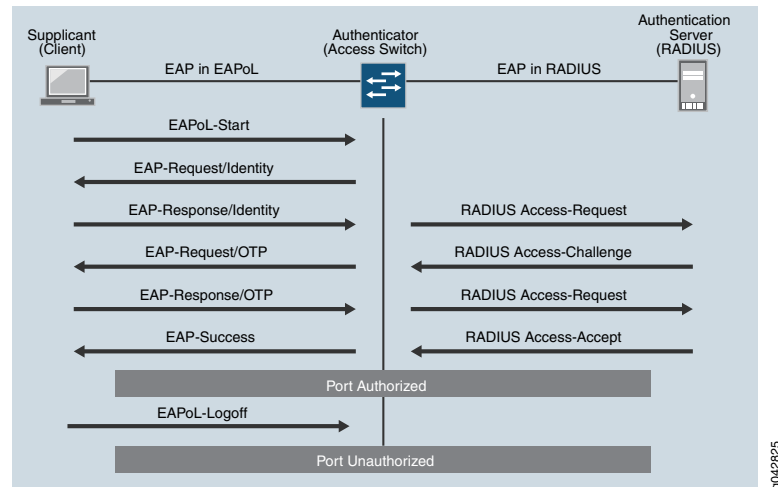 Supplicant
(Client)
Authenticator
(Access Switch)
Authentication
Server
(RADIUS)
EAP in EAPoL
EAP in RADIUS
EAPoL-Start
EAP-Request/Identity
EAP-Response/Identity
RADIUS Access-Request
EAP-Request/OTP
RADIUS Access-Challenge
EAP-Response/OTP
RADIUS Access-Request
EAP-Success
RADIUS Access-Accept
Port Authorized
EAPoL-Logoff
Port Unauthorized
g042825